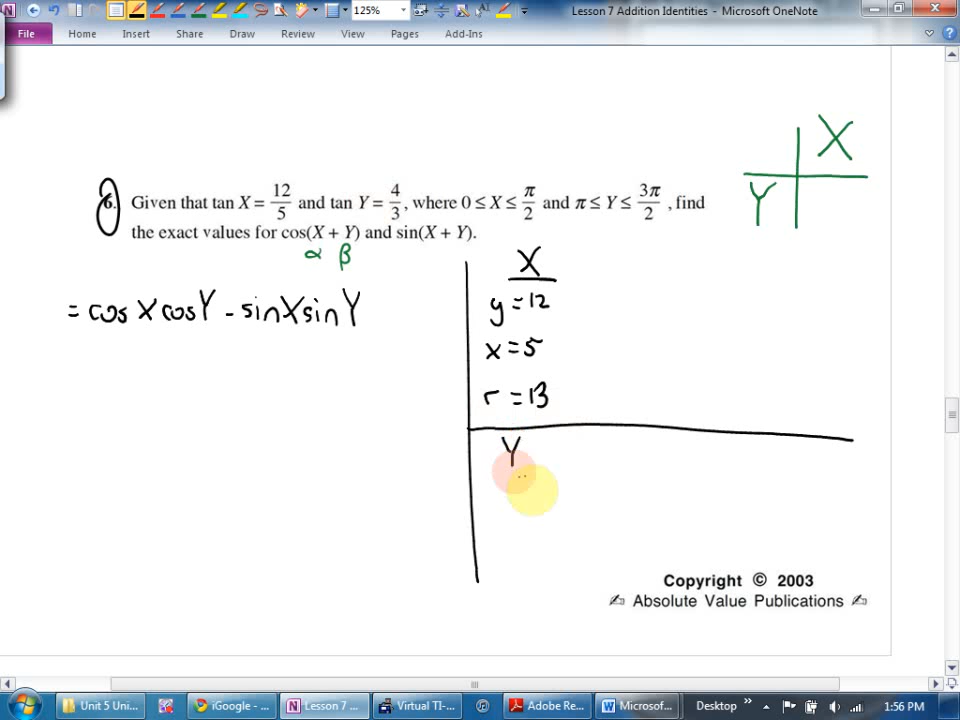 125%
Lesson 7 Addition Identities - Microsoft OneNote
File Home Insert Share Draw Review View Pages Add-Ins
X
Y
6. Given that tan X = 12/5 and tan Y = 4/3, where 0 ≤ X ≤ π/2 and π ≤ Y ≤ 3π/2, find
the exact values for cos(X + Y) and sin(X + Y).
α β
= cos X cos Y - sin X sin Y
X
y = 12
x = 5
r = 13
Y
Copyright © 2003
✍ Absolute Value Publications ✍
Unit 5 Uni... iGoogle - ... Lesson 7 ... Virtual TI-... Adobe Re... Microsof... Desktop » 1:56 PM